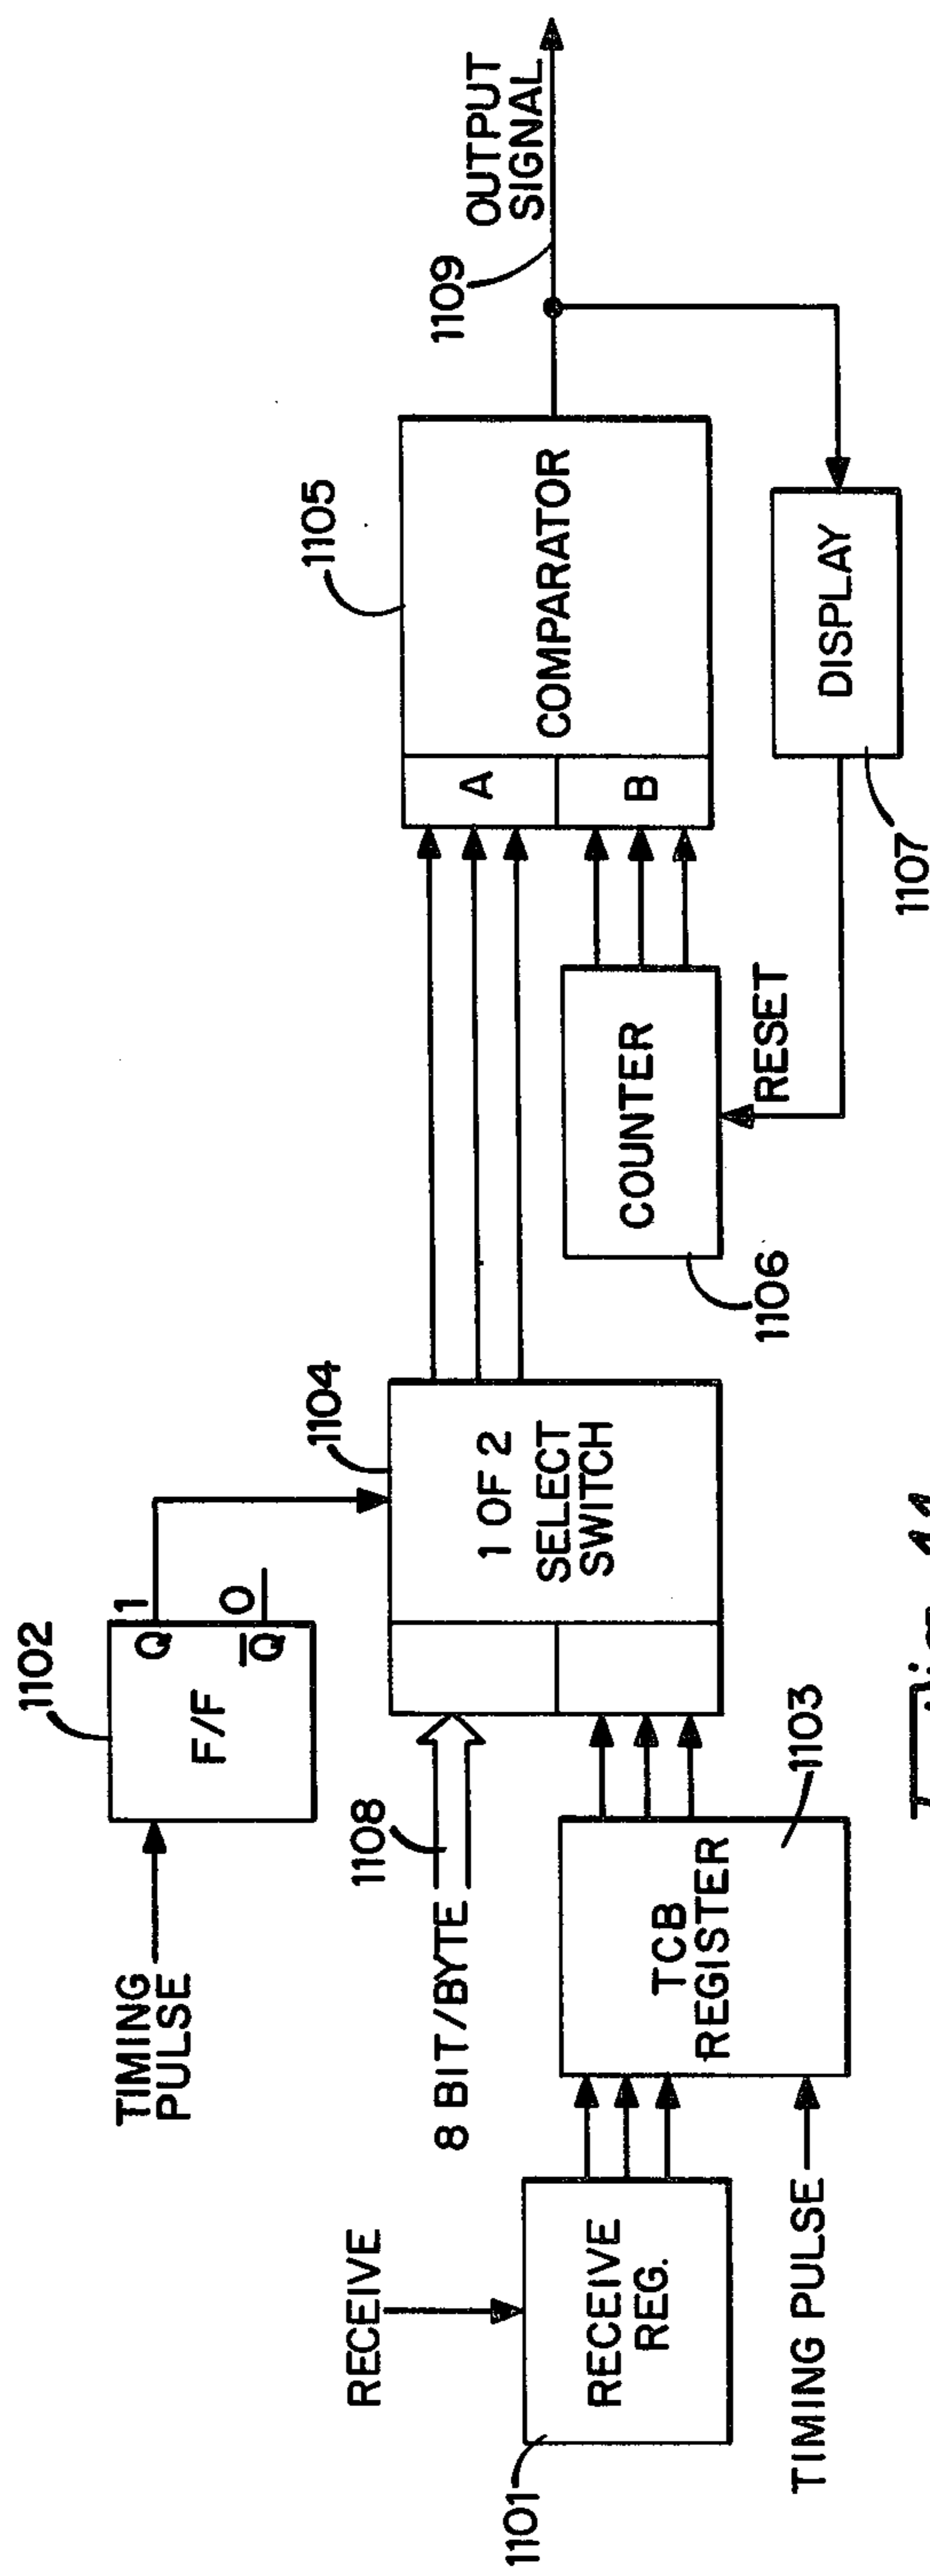 1102
TIMING
PULSE
F/F
Q
1
Q̅
0
1104
1 OF 2
SELECT
SWITCH
1108
8 BIT/BYTE
RECEIVE
1101
RECEIVE
REG.
TCB
REGISTER
1103
TIMING PULSE
1105
A
B
COMPARATOR
1109
OUTPUT
SIGNAL
COUNTER
1106
RESET
DISPLAY
1107